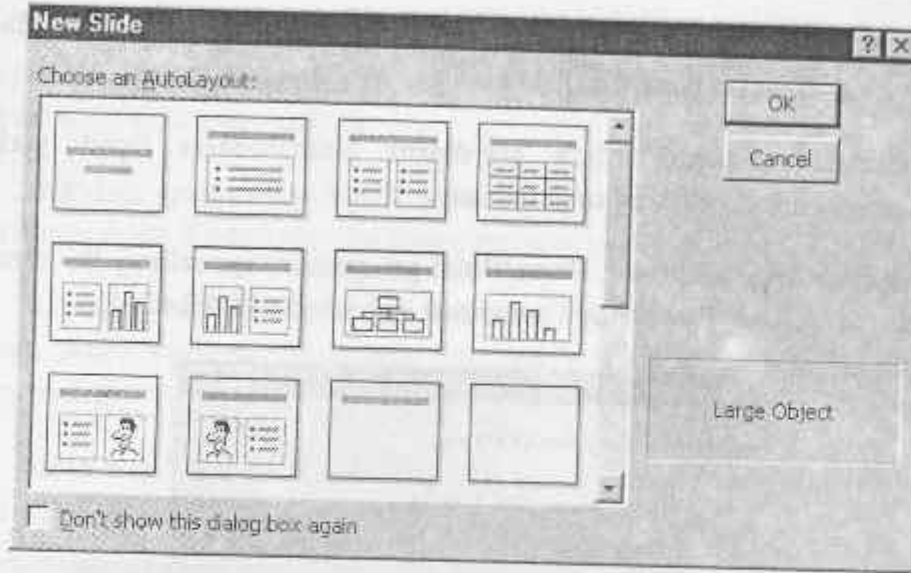 New Slide
Choose an AutoLayout:
OK
Cancel
Large Object
Don't show this dialog box again